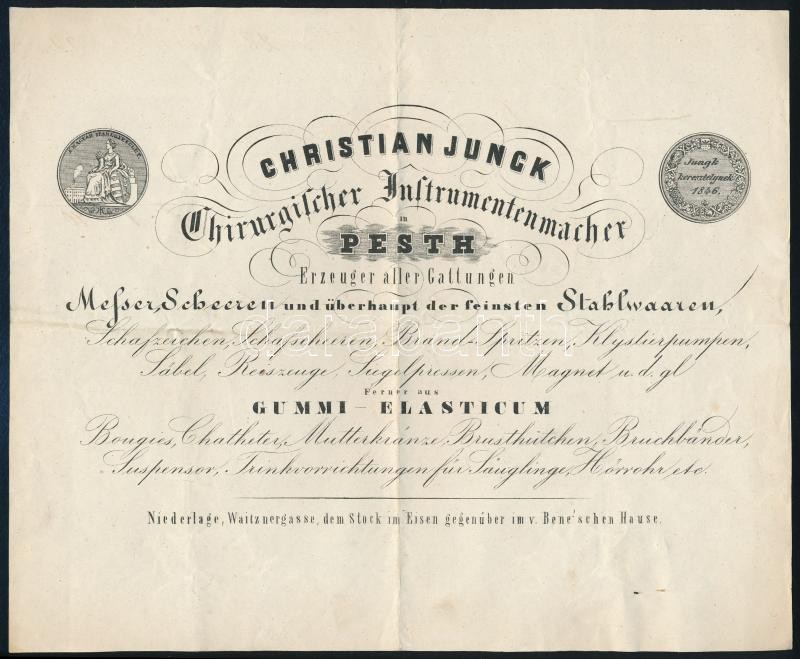 CHRISTIAN JUNCK
Chirurgischer Instrumentenmacher
in
PESTH
Erzeuger aller Gattungen
Messer, Scheeren und überhaupt der feinsten Stahlwaaren,
Schafzeichen, Schafscheeren, Brand-Spritzen, Klystierpumpen,
Säbel, Reiszeuge, Siegelpressen, Magnet u. d. gl
Ferner aus
GUMMI - ELASTICUM
Bougies, Chatheter, Mutterkränze, Brusthütchen, Bruchbänder,
Suspensor, Trinkvorrichtungen für Säuglinge, Hörrohr etc.
Niederlage, Waitznergasse, dem Stock im Eisen gegenüber im v. Bene'schen Hause.
Jungk
keresztelynek
1846.
darabanth